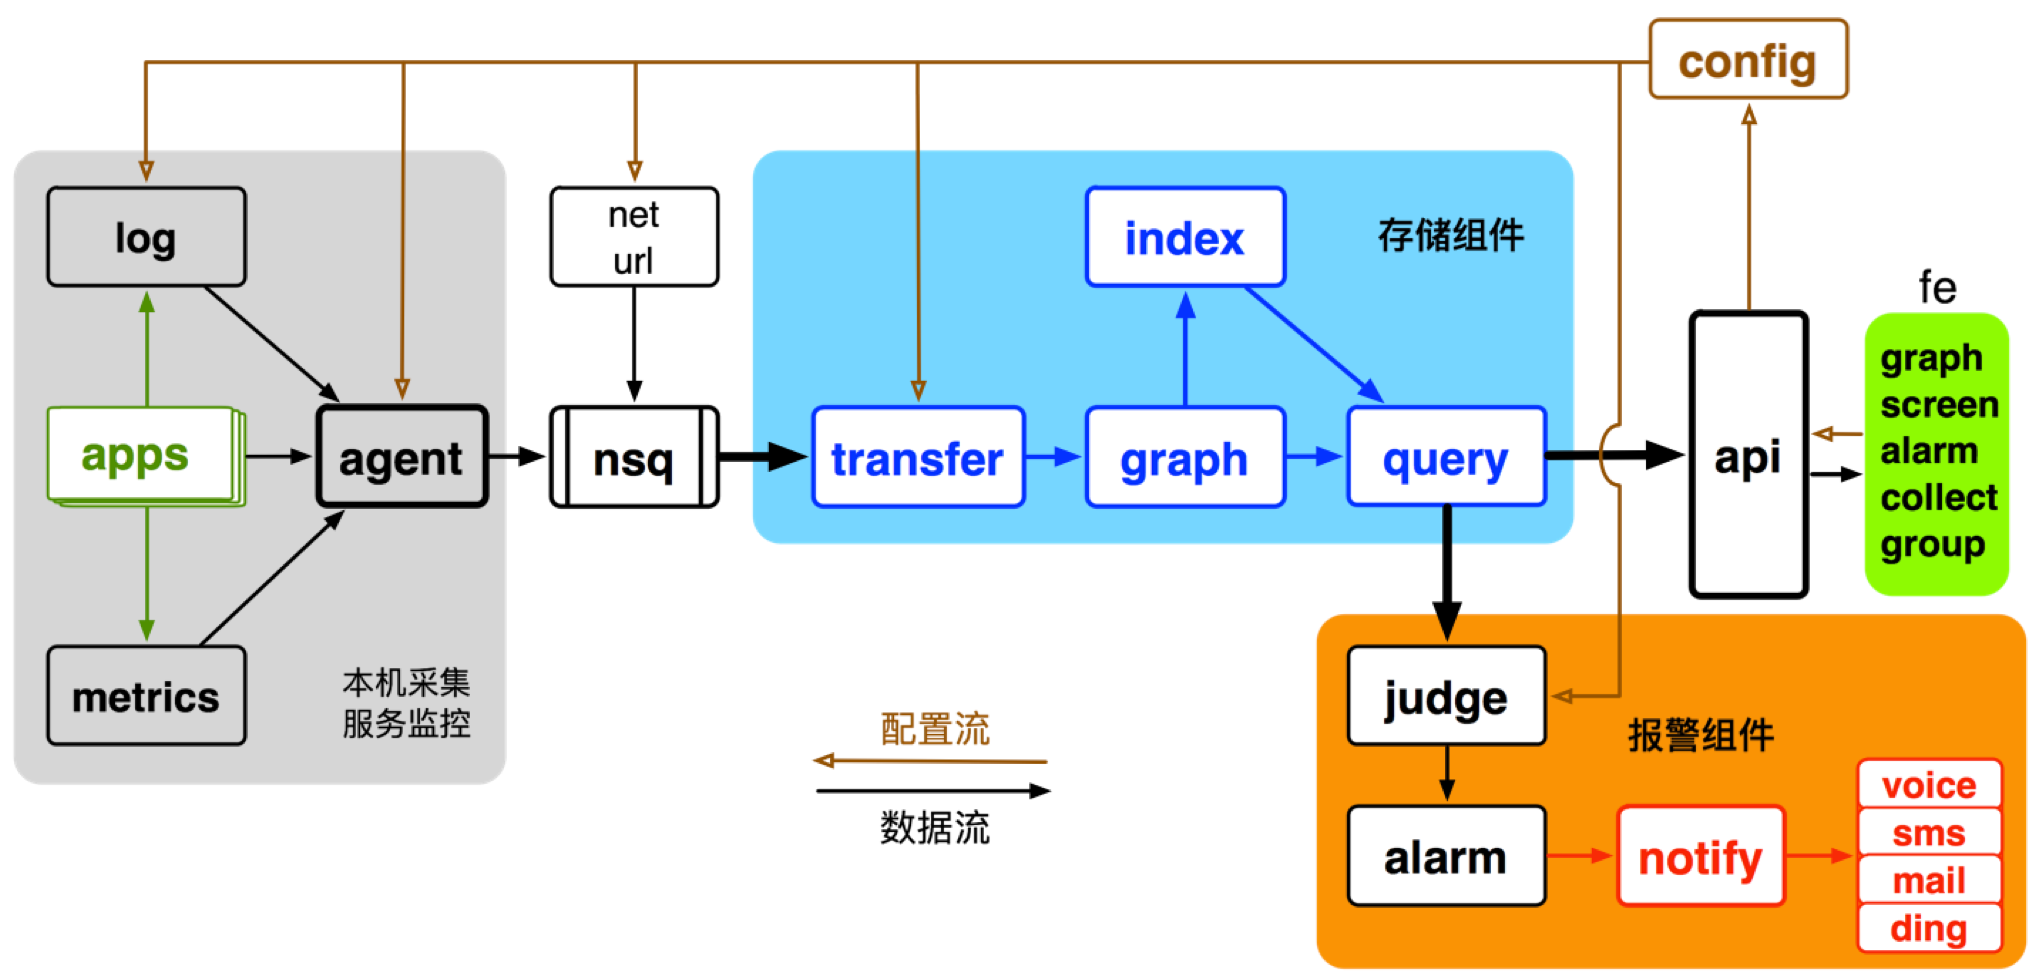 config
log
net
url
index
存储组件
fe
graph
screen
alarm
collect
group
apps
agent
nsq
transfer
graph
query
api
metrics
本机采集
服务监控
配置流
数据流
judge
报警组件
alarm
notify
voice
sms
mail
ding